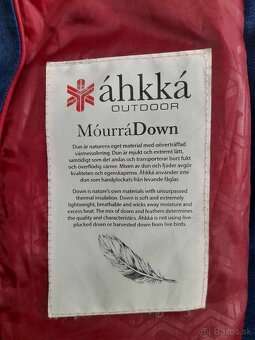 áhkká
OUTDOOR
MóurráDown
Dun är naturens eget material med oöverträffad
värmeisolering. Dun är mjukt och extremt lätt,
samtidigt som det andas och transporterar bort fukt
och överflödig värme. Mixen av dun och fjäder avgör
kvaliteten och egenskaperna. Áhkká använder inte
dun som handplockats från levande fåglar.
Down is nature's own materials with unsurpassed
thermal insulation. Down is soft and extremely
lightweight, breathable and wicks away moisture and
excess heat. The mix of down and feathers determines
the quality and characteristics. Áhkká is not using live-
plucked down or harvested down from live birds.
bazos.sk